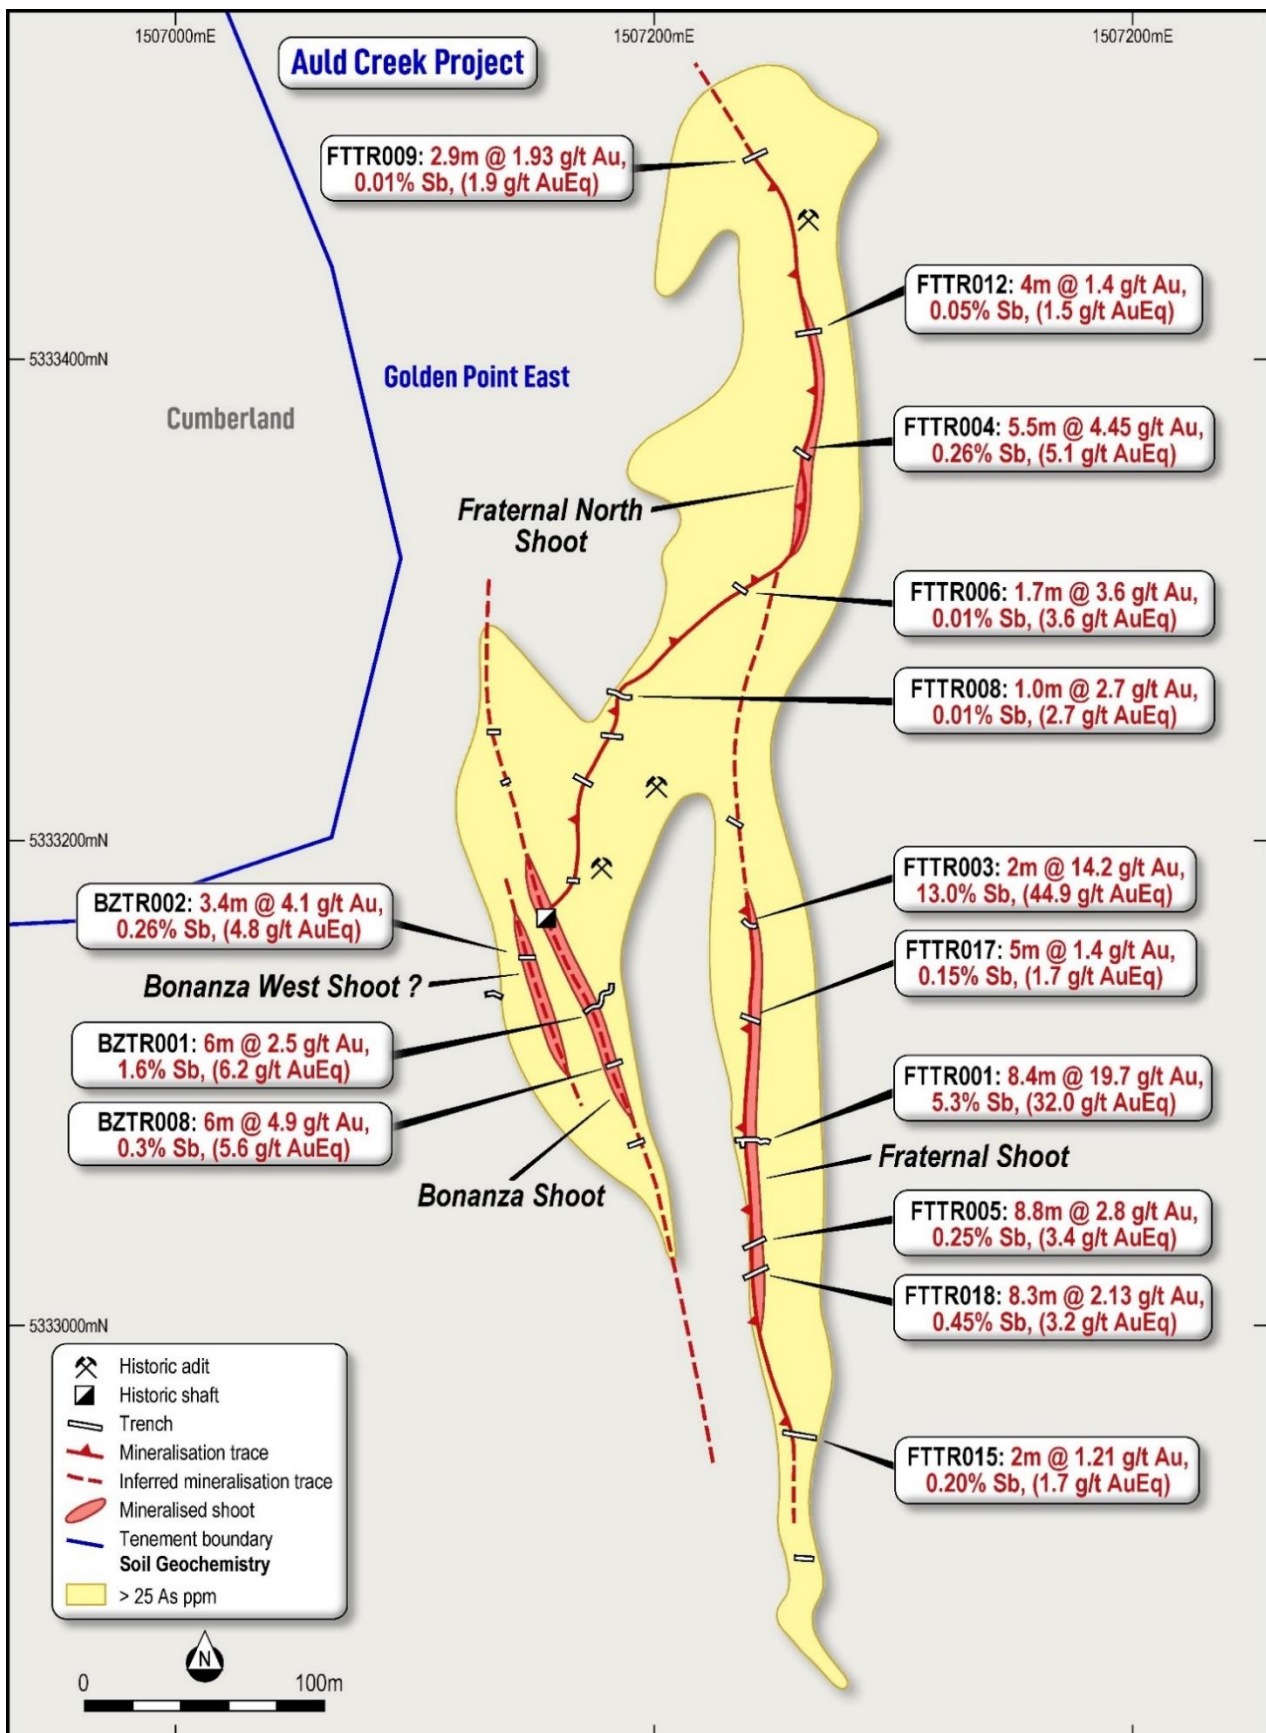 1507000mE
1507200mE
1507200mE
Auld Creek Project
FTTR009: 2.9m @ 1.93 g/t Au,
0.01% Sb, (1.9 g/t AuEq)
FTTR012: 4m @ 1.4 g/t Au,
0.05% Sb, (1.5 g/t AuEq)
5333400mN
Golden Point East
Cumberland
FTTR004: 5.5m @ 4.45 g/t Au,
0.26% Sb, (5.1 g/t AuEq)
Fraternal North
Shoot
FTTR006: 1.7m @ 3.6 g/t Au,
0.01% Sb, (3.6 g/t AuEq)
FTTR008: 1.0m @ 2.7 g/t Au,
0.01% Sb, (2.7 g/t AuEq)
5333200mN
FTTR003: 2m @ 14.2 g/t Au,
13.0% Sb, (44.9 g/t AuEq)
BZTR002: 3.4m @ 4.1 g/t Au,
0.26% Sb, (4.8 g/t AuEq)
FTTR017: 5m @ 1.4 g/t Au,
0.15% Sb, (1.7 g/t AuEq)
Bonanza West Shoot ?
BZTR001: 6m @ 2.5 g/t Au,
1.6% Sb, (6.2 g/t AuEq)
FTTR001: 8.4m @ 19.7 g/t Au,
5.3% Sb, (32.0 g/t AuEq)
BZTR008: 6m @ 4.9 g/t Au,
0.3% Sb, (5.6 g/t AuEq)
Fraternal Shoot
Bonanza Shoot
FTTR005: 8.8m @ 2.8 g/t Au,
0.25% Sb, (3.4 g/t AuEq)
FTTR018: 8.3m @ 2.13 g/t Au,
0.45% Sb, (3.2 g/t AuEq)
5333000mN
Historic adit
Historic shaft
Trench
Mineralisation trace
Inferred mineralisation trace
Mineralised shoot
Tenement boundary
Soil Geochemistry
> 25 As ppm
FTTR015: 2m @ 1.21 g/t Au,
0.20% Sb, (1.7 g/t AuEq)
N
0
100m